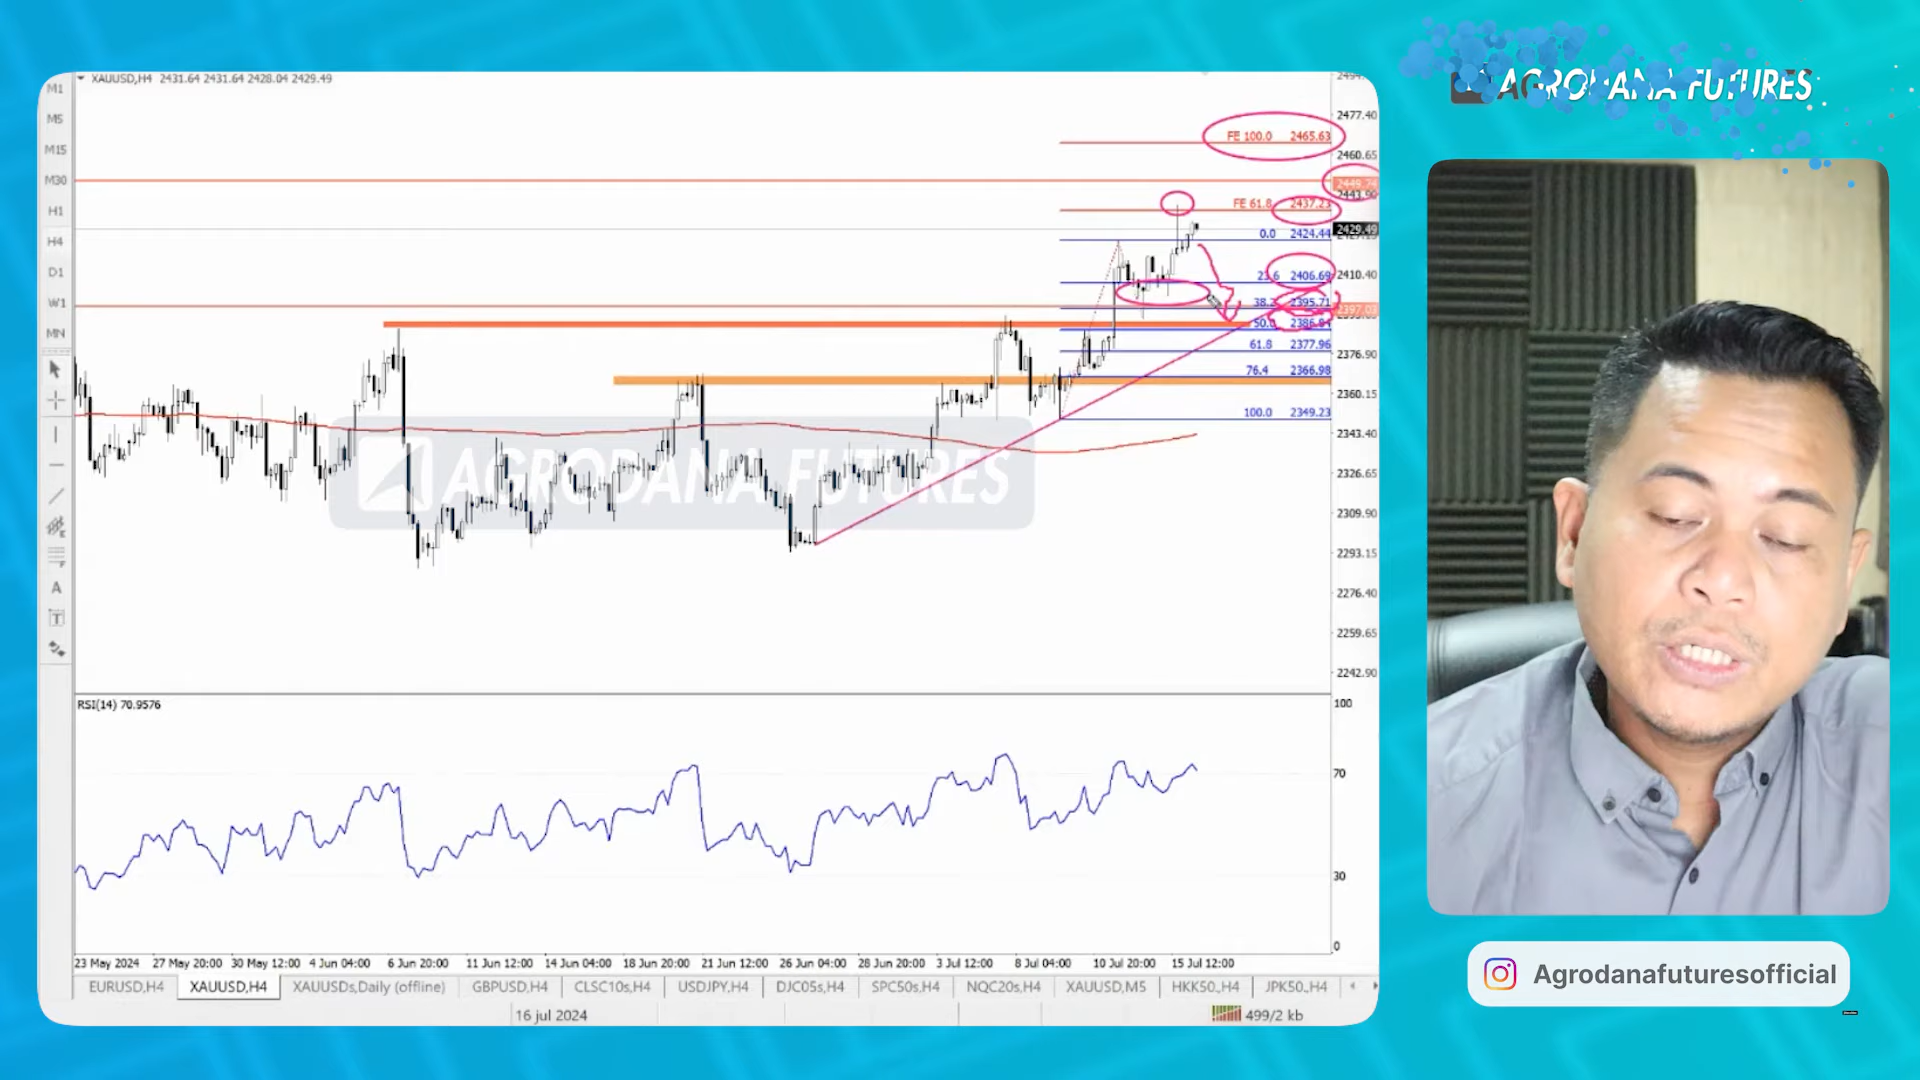 XAUUSD,H4 2431.64 2431.64 2428.04 2429.49
AGRODANA FUTURES
M1
M5
M15
M30
H1
H4
D1
W1
MN
A
T
FE 100.0 2465.63
FE 61.8 2437.23
0.0 2424.44
23.6 2406.69
38.2 2395.71
50.0 2386.84
61.8 2377.96
76.4 2366.98
100.0 2349.23
2477.40
2460.65
2449.74
2443.90
2429.49
2410.40
2397.03
2376.90
2360.15
2343.40
2326.65
2309.90
2293.15
2276.40
2259.65
2242.90
AGRODANA FUTURES
RSI(14) 70.9576
100
70
30
0
23 May 2024 27 May 20:00 30 May 12:00 4 Jun 04:00 6 Jun 20:00 11 Jun 12:00 14 Jun 04:00 18 Jun 20:00 21 Jun 12:00 26 Jun 04:00 28 Jun 20:00 3 Jul 12:00 8 Jul 04:00 10 Jul 20:00 15 Jul 12:00
EURUSD,H4 XAUUSD,H4 XAUUSDs,Daily (offline) GBPUSD,H4 CLSC10s,H4 USDJPY,H4 DJC05s,H4 SPC50s,H4 NQC20s,H4 XAUUSD,M5 HKK50.,H4 JPK50.,H4
16 jul 2024
499/2 kb
Agrodanafuturesofficial